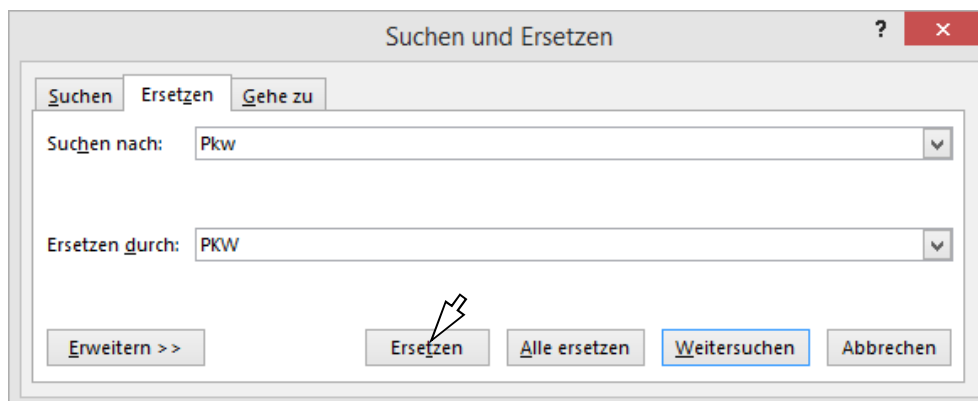 Suchen und Ersetzen ?
Suchen Ersetzen Gehe zu
Suchen nach: Pkw
Ersetzen durch: PKW
Erweitern >> Ersetzen Alle ersetzen Weitersuchen Abbrechen